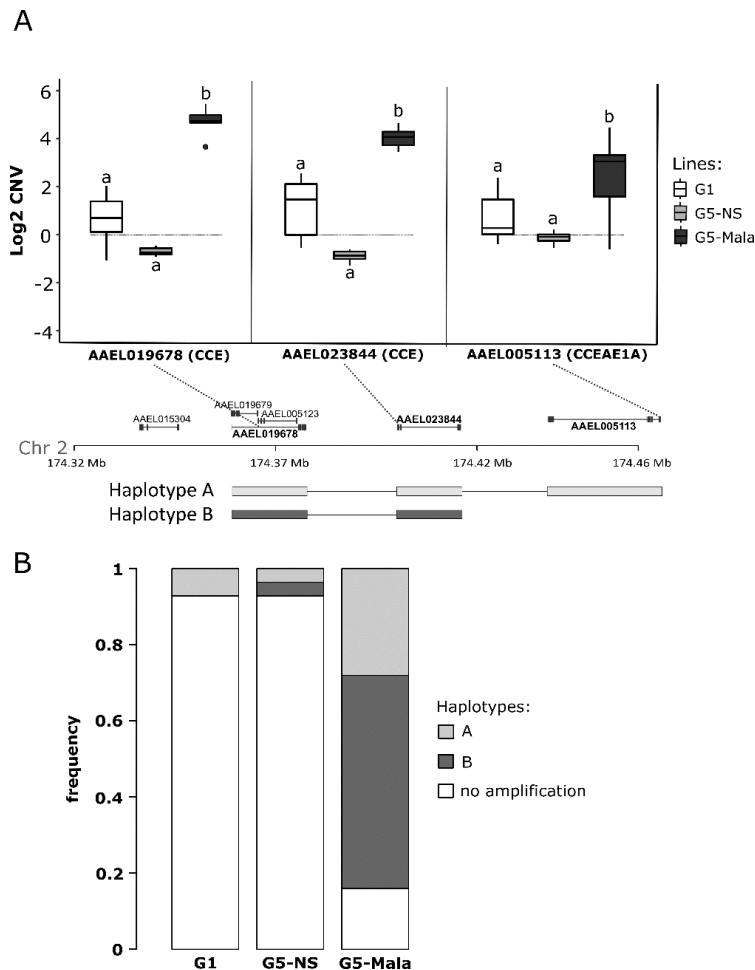 A
Log2 CNV
6
4
2
0
-2
-4
a
a
b
a
a
b
a
a
b
Lines:
G1
G5-NS
G5-Mala
AAEL019678 (CCE)
AAEL023844 (CCE)
AAEL005113 (CCEAE1A)
AAEL019679
AAEL015304
AAEL005123
AAEL023844
AAEL019678
AAEL005113
Chr 2
174.32 Mb
174.37 Mb
174.42 Mb
174.46 Mb
Haplotype A
Haplotype B
B
frequency
1
0.8
0.6
0.4
0.2
0
G1
G5-NS
G5-Mala
Haplotypes:
A
B
no amplification